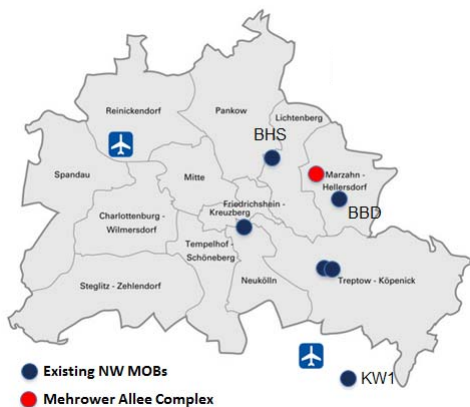 Reinickendorf
Pankow
Lichtenberg
BHS
Spandau
Mitte
Marzahn -
Hellersdorf
Friedrichshein
-Kreuzberg
BBD
Charlottenburg -
Wilmersdorf
Tempelhof -
Schöneberg
Steglitz - Zehlendorf
Neukölln
Treptow - Köpenick
Existing NW MOBs
KW1
Mehrower Allee Complex